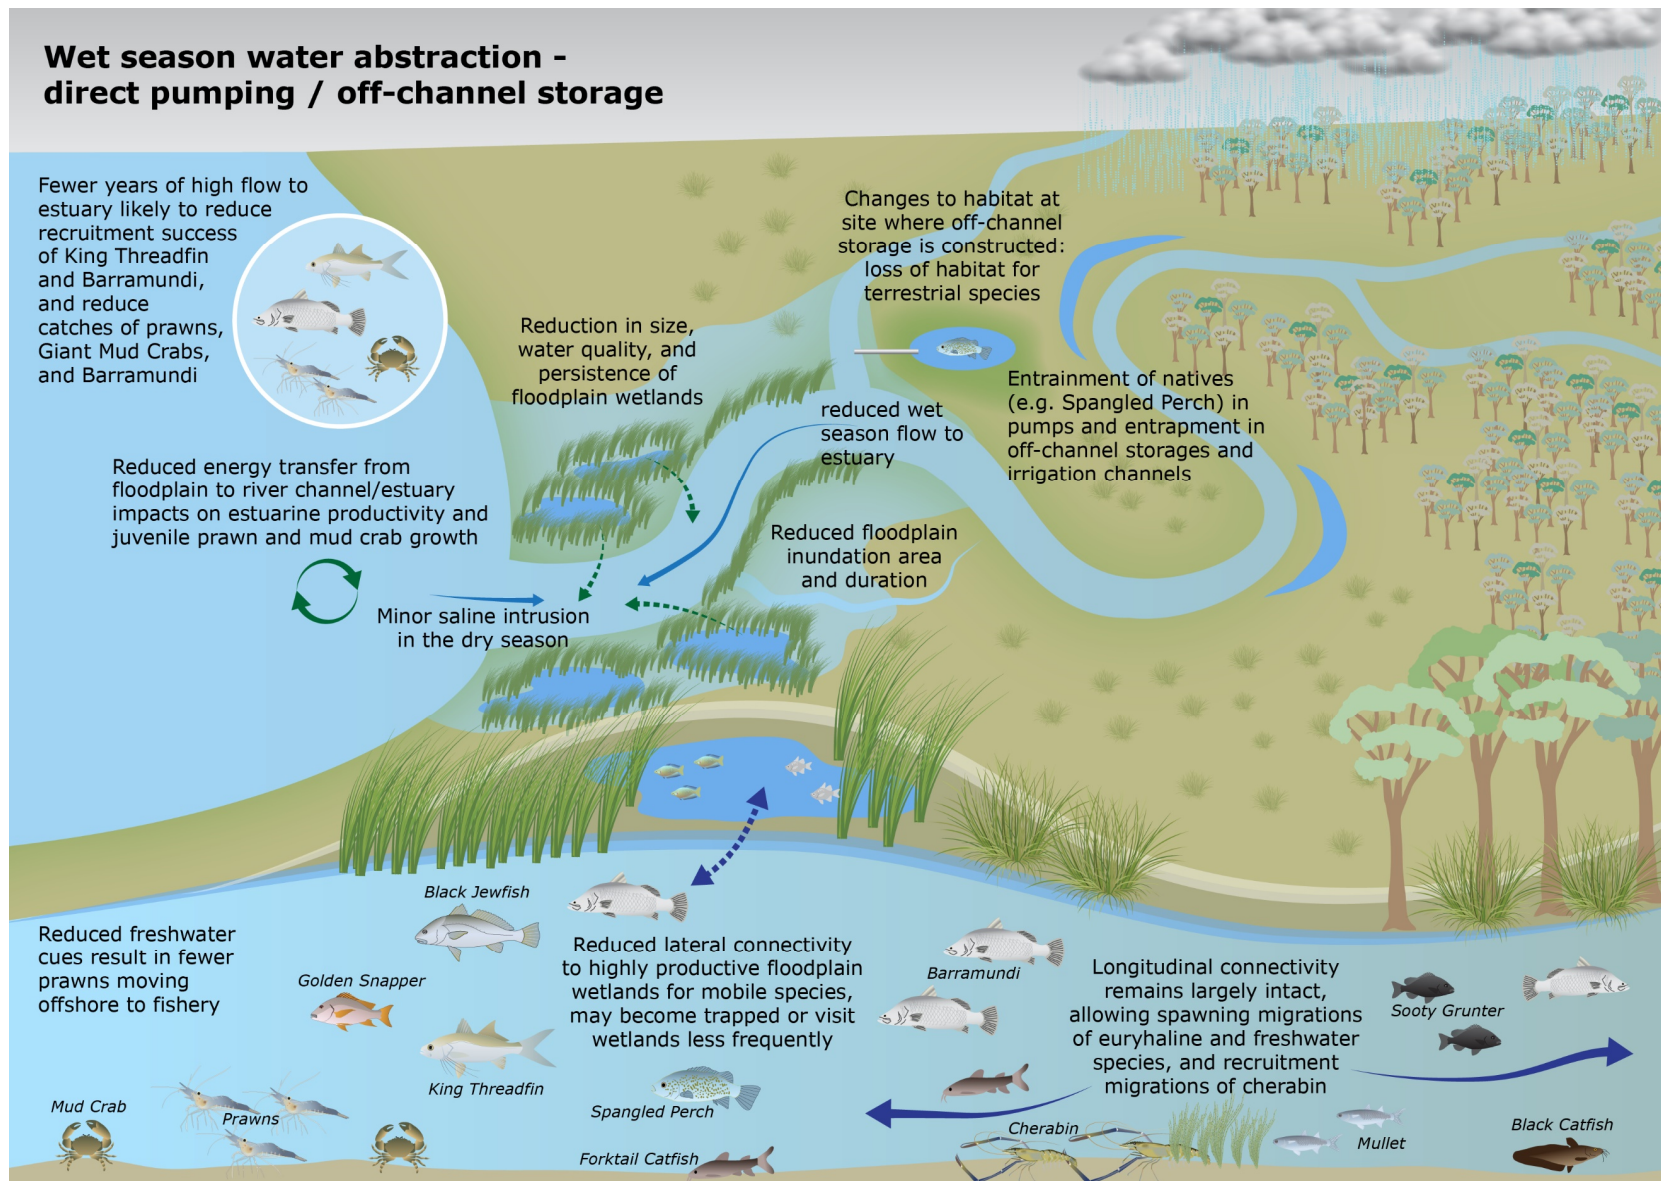 Wet season water abstraction -
direct pumping / off-channel storage
Fewer years of high flow to
estuary likely to reduce
recruitment success
of King Threadfin
and Barramundi,
and reduce
catches of prawns,
Giant Mud Crabs,
and Barramundi
Changes to habitat at
site where off-channel
storage is constructed:
loss of habitat for
terrestrial species
Reduction in size,
water quality, and
persistence of
floodplain wetlands
Entrainment of natives
(e.g. Spangled Perch) in
pumps and entrapment in
off-channel storages and
irrigation channels
reduced wet
season flow to
estuary
Reduced energy transfer from
floodplain to river channel/estuary
impacts on estuarine productivity and
juvenile prawn and mud crab growth
Reduced floodplain
inundation area
and duration
Minor saline intrusion
in the dry season
Black Jewfish
Reduced freshwater
cues result in fewer
prawns moving
offshore to fishery
Golden Snapper
King Threadfin
Mud Crab
Prawns
Reduced lateral connectivity
to highly productive floodplain
wetlands for mobile species,
may become trapped or visit
wetlands less frequently
Spangled Perch
Forktail Catfish
Barramundi
Longitudinal connectivity
remains largely intact,
allowing spawning migrations
of euryhaline and freshwater
species, and recruitment
migrations of cherabin
Sooty Grunter
Cherabin
Mullet
Black Catfish